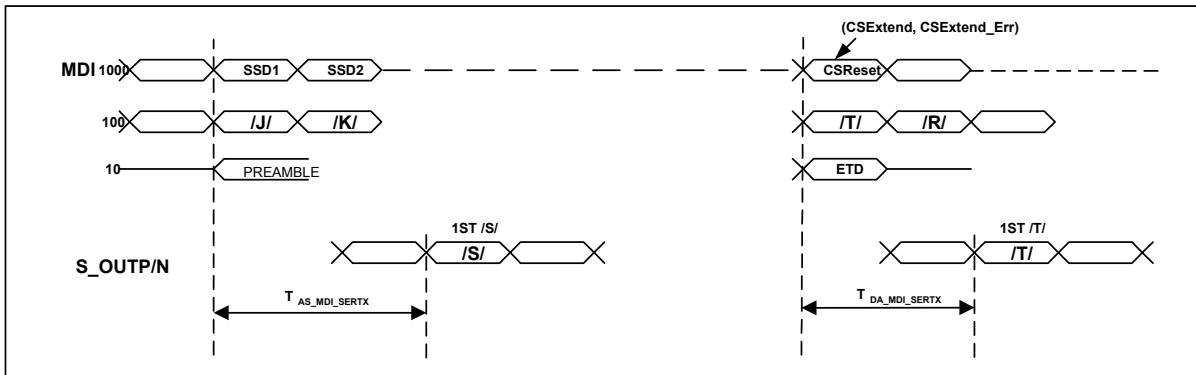 (CSExtend, CSExtend_Err)
MDI 1000 SSD1 SSD2 CSReset
100 /J/ /K/ /T/ /R/
10 PREAMBLE ETD
1ST /S/ 1ST /T/
S_OUTP/N /S/ /T/
T AS_MDI_SERTX T DA_MDI_SERTX